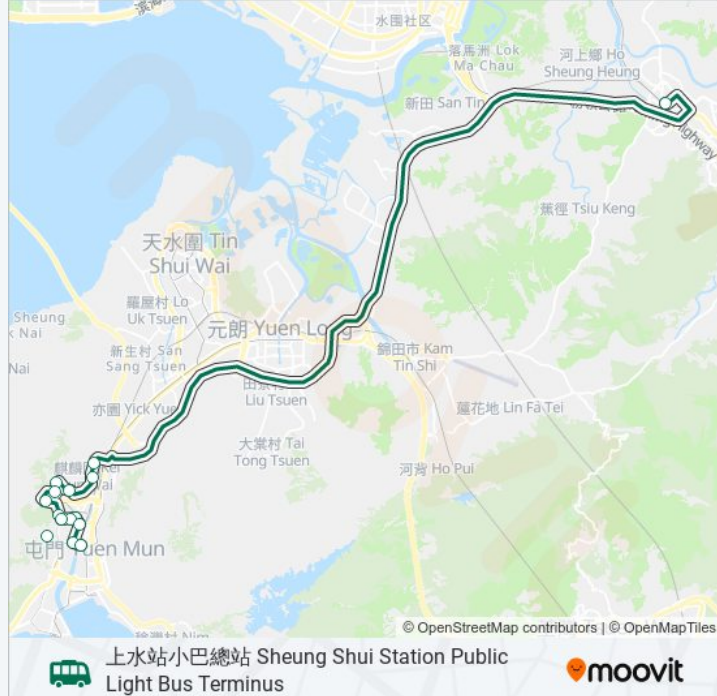 水圍社区
落馬洲 Lok
Ma Chau
河上鄉 Ho
Sheung Heung
新田 San Tin
Highway
蕉徑 Tsiu Keng
天水圍 Tin
Shui Wai
羅屋村 Lo
Uk Tsuen
Sheung
Nai
元朗 Yuen Long
新生村 San
Sang Tsuen
Nai
錦田市 Kam
Tin Shi
Liu Tsuen
蓮花地 Lin Fa Tei
亦園 Yick Yue
大棠村 Tai
Tong Tsuen
河背 Ho Pui
屯門 Tuen Mun
© OpenStreetMap contributors | © OpenMapTiles
上水站小巴總站 Sheung Shui Station Public
Light Bus Terminus
moovit